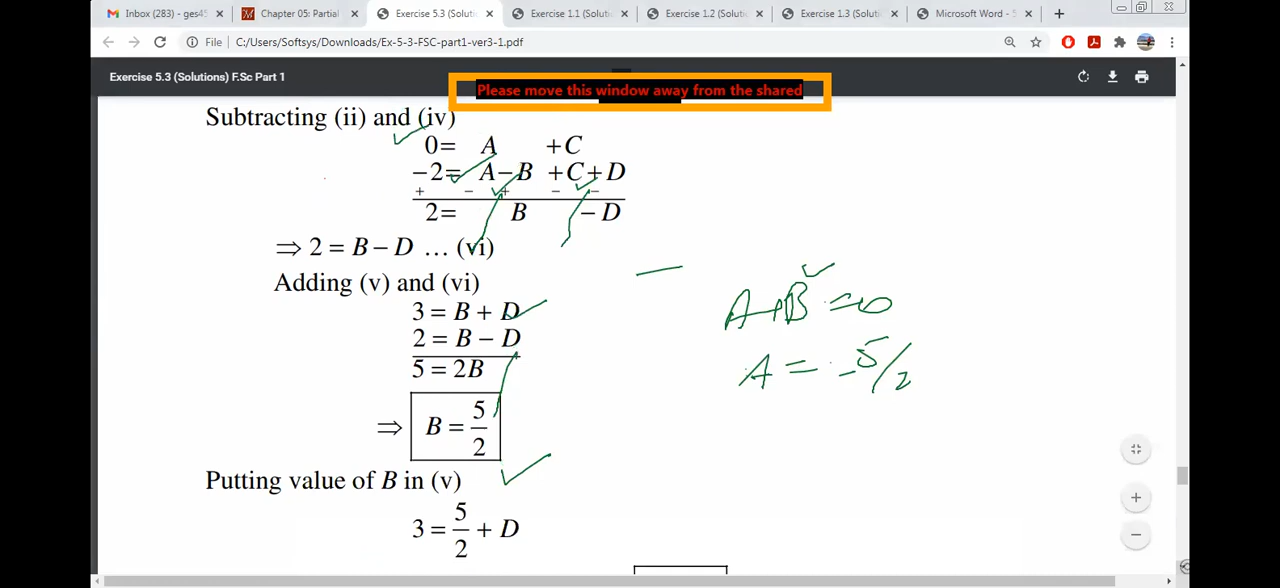 Inbox (283) - ges45
Chapter 05: Partial
Exercise 5.3 (Solutio
Exercise 1.1 (Soluti
Exercise 1.2 (Soluti
Exercise 1.3 (Soluti
Microsoft Word - 5
File C:/Users/Softsys/Downloads/Ex-5-3-FSC-part1-ver3-1.pdf
Exercise 5.3 (Solutions) F.Sc Part 1
Please move this window away from the shared
Subtracting (ii) and (iv)
0= A +C
−2= A−B +C+D
+ − + − −
2= B −D
⇒ 2 = B − D … (vi)
Adding (v) and (vi)
3 = B + D
2 = B − D
5 = 2B
⇒ B = 5/2
A+B=0
A = -5/2
Putting value of B in (v)
3 = 5/2 + D